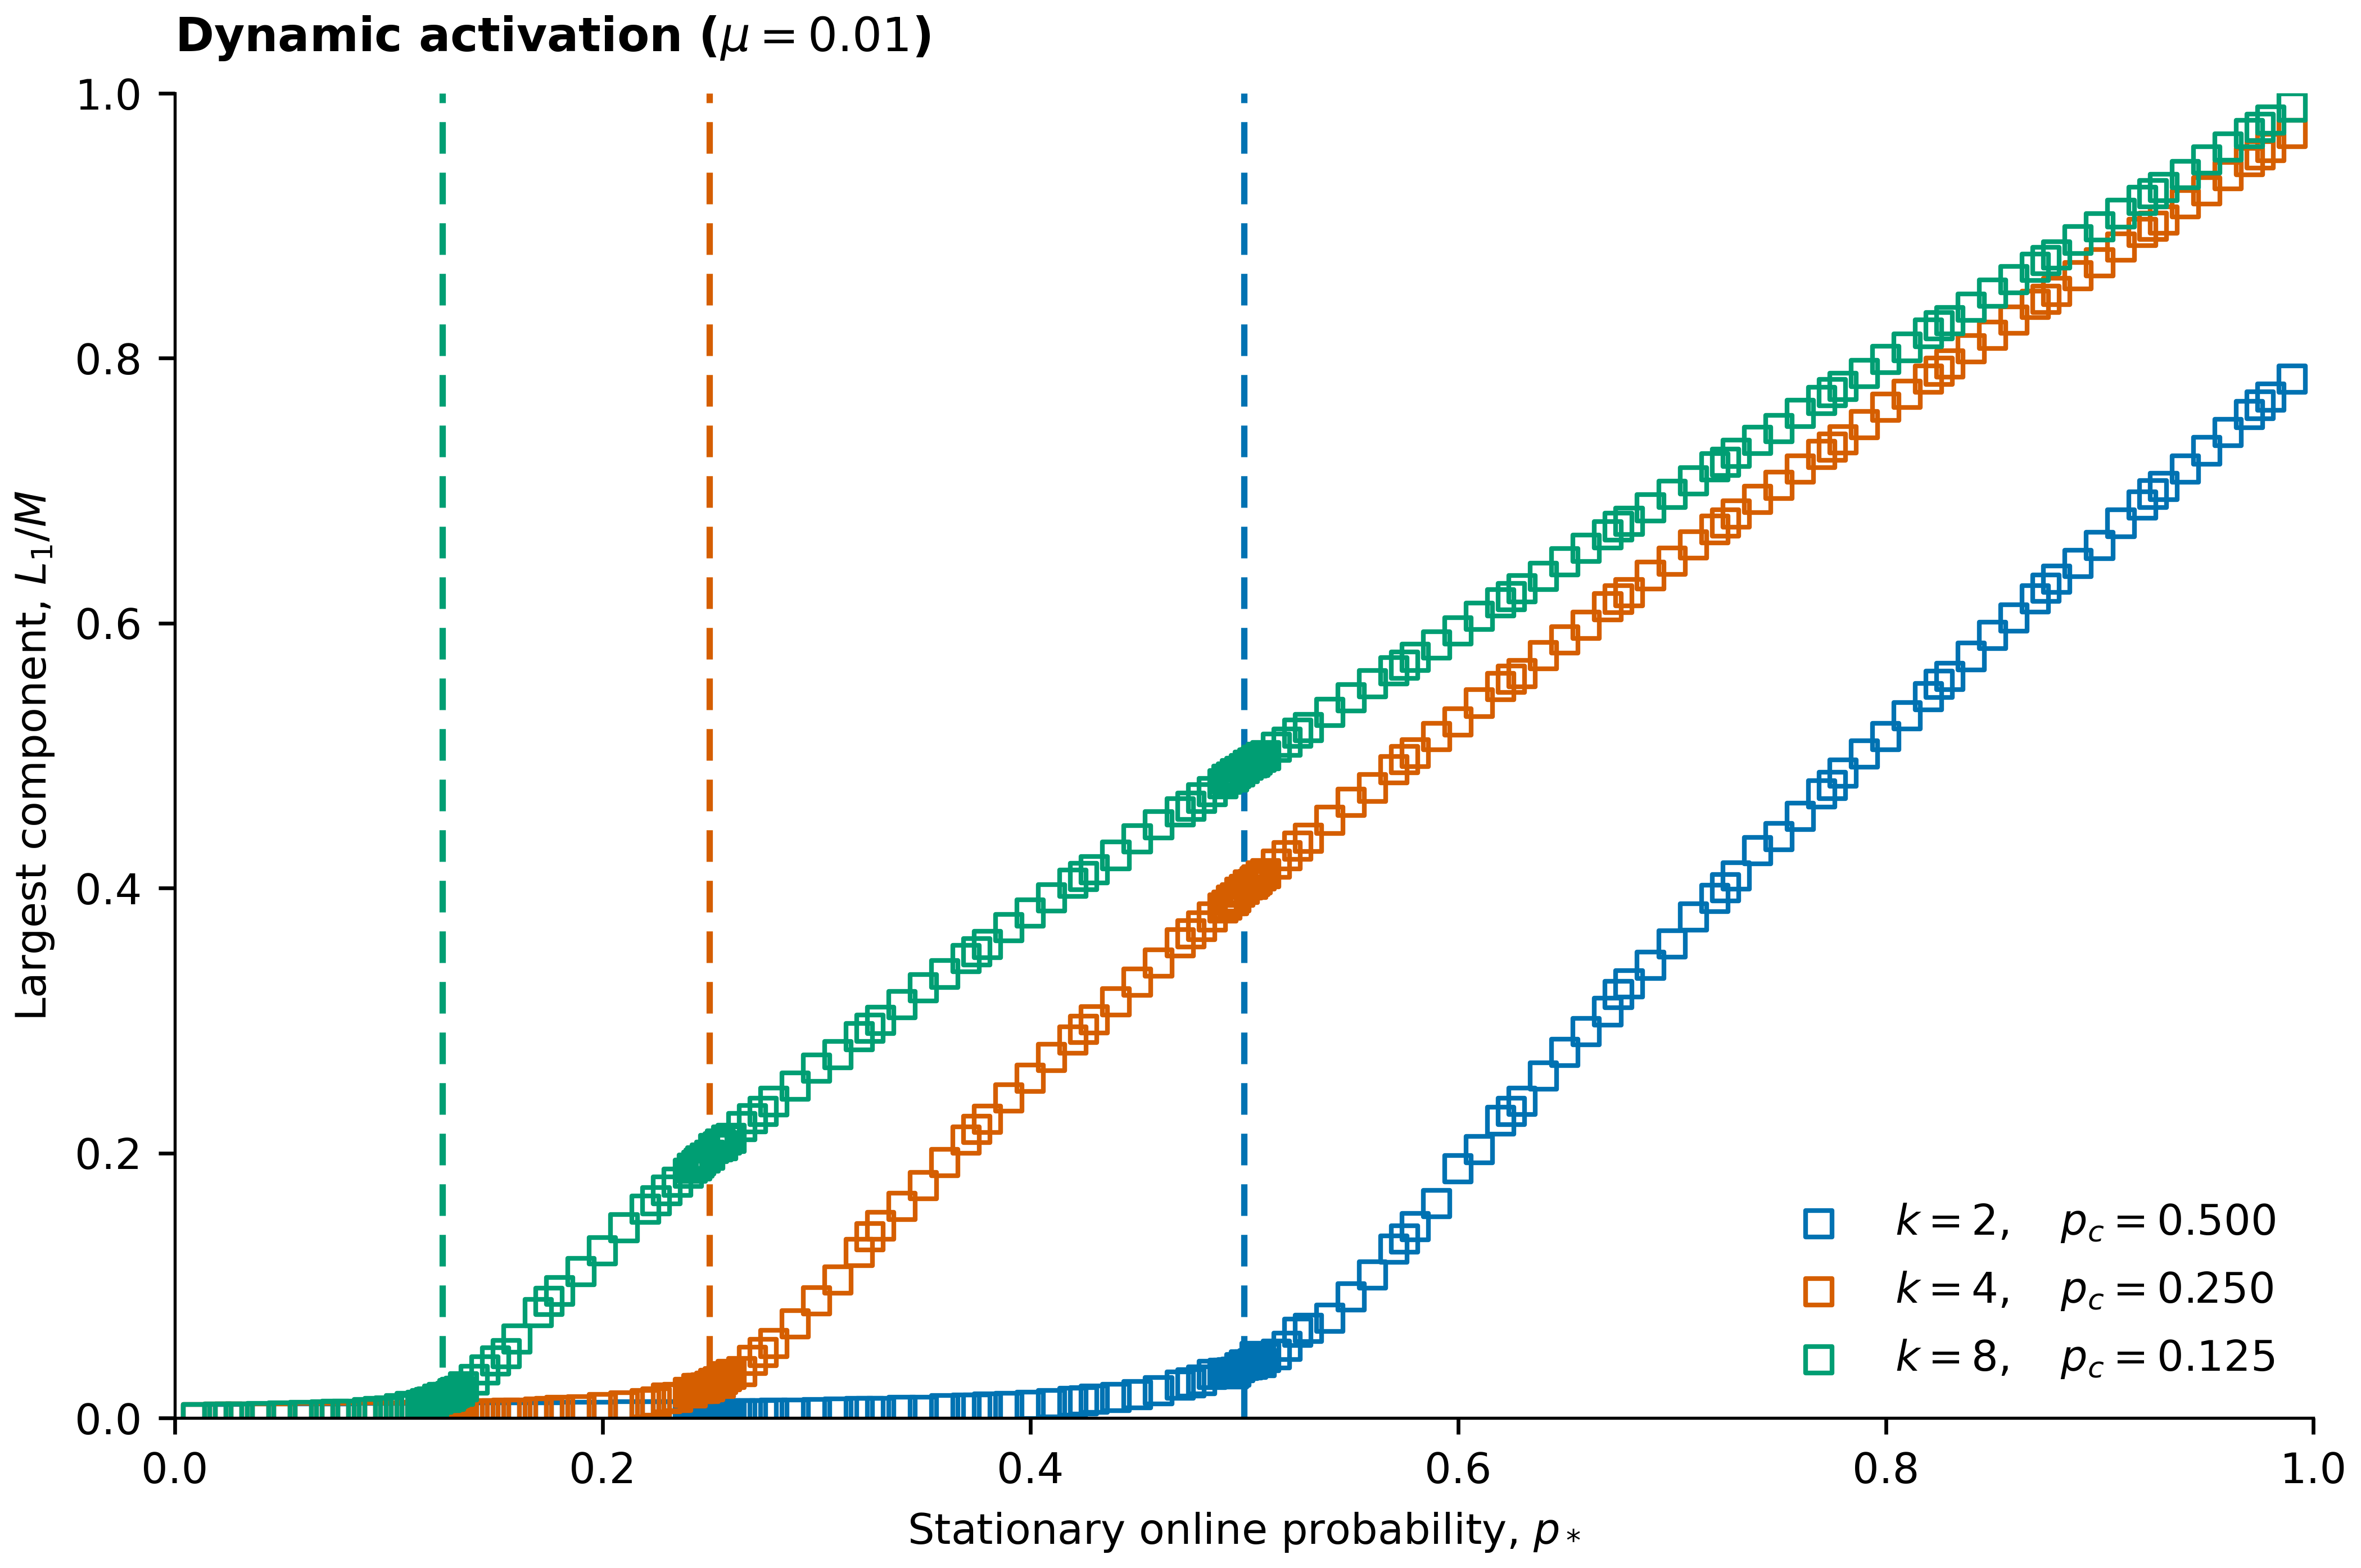 Dynamic activation (μ = 0.01)
1.0
0.8
0.6
0.4
0.2
0.0
Largest component, L₁/M
0.0 0.2 0.4 0.6 0.8 1.0
Stationary online probability, p*
k = 2, p_c = 0.500
k = 4, p_c = 0.250
k = 8, p_c = 0.125